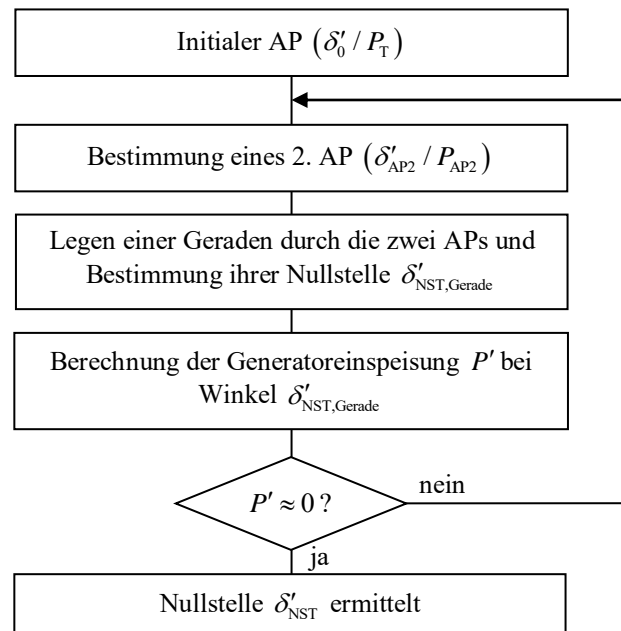 Initialer AP (δ′₀ / P_T)
Bestimmung eines 2. AP (δ′_AP2 / P_AP2)
Legen einer Geraden durch die zwei APs und
Bestimmung ihrer Nullstelle δ′_NST,Gerade
Berechnung der Generatoreinspeisung P′ bei
Winkel δ′_NST,Gerade
P′ ≈ 0 ?
nein
ja
Nullstelle δ′_NST ermittelt